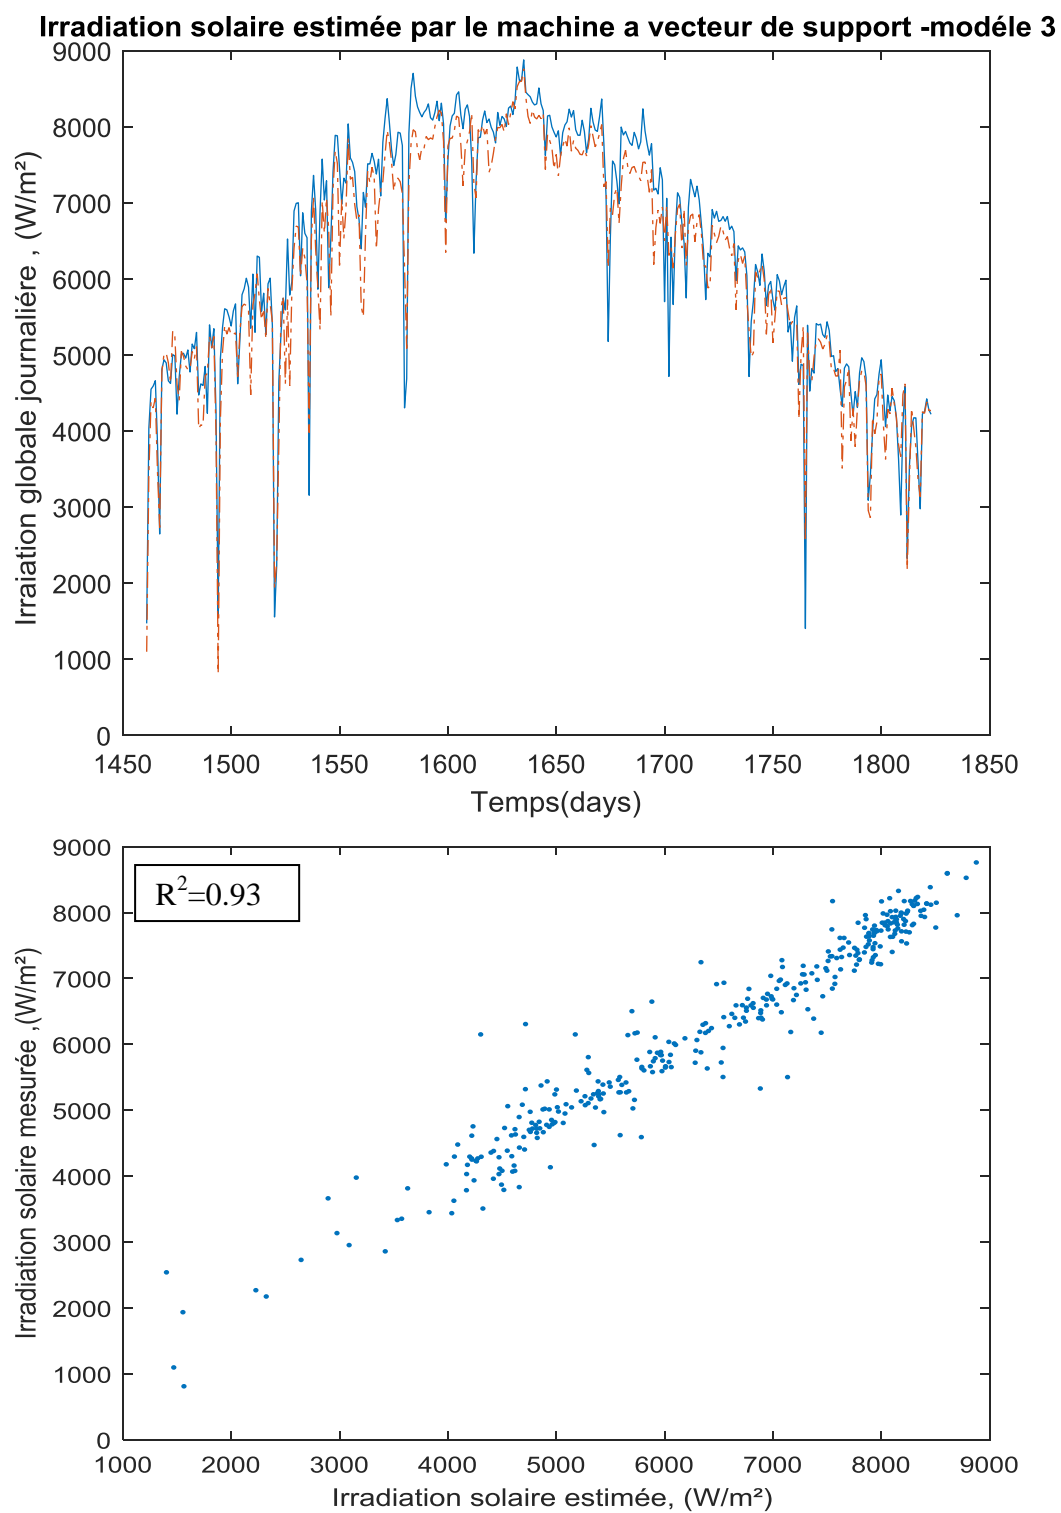 Irradiation solaire estimée par le machine a vecteur de support -modéle 3
9000
8000
7000
6000
5000
4000
3000
2000
1000
0
Irraiation globale journaliére , (W/m²)
1450 1500 1550 1600 1650 1700 1750 1800 1850
Temps(days)
R²=0.93
9000
8000
7000
6000
5000
4000
3000
2000
1000
0
Irradiation solaire mesurée ,(W/m²)
1000 2000 3000 4000 5000 6000 7000 8000 9000
Irradiation solaire estimée, (W/m²)